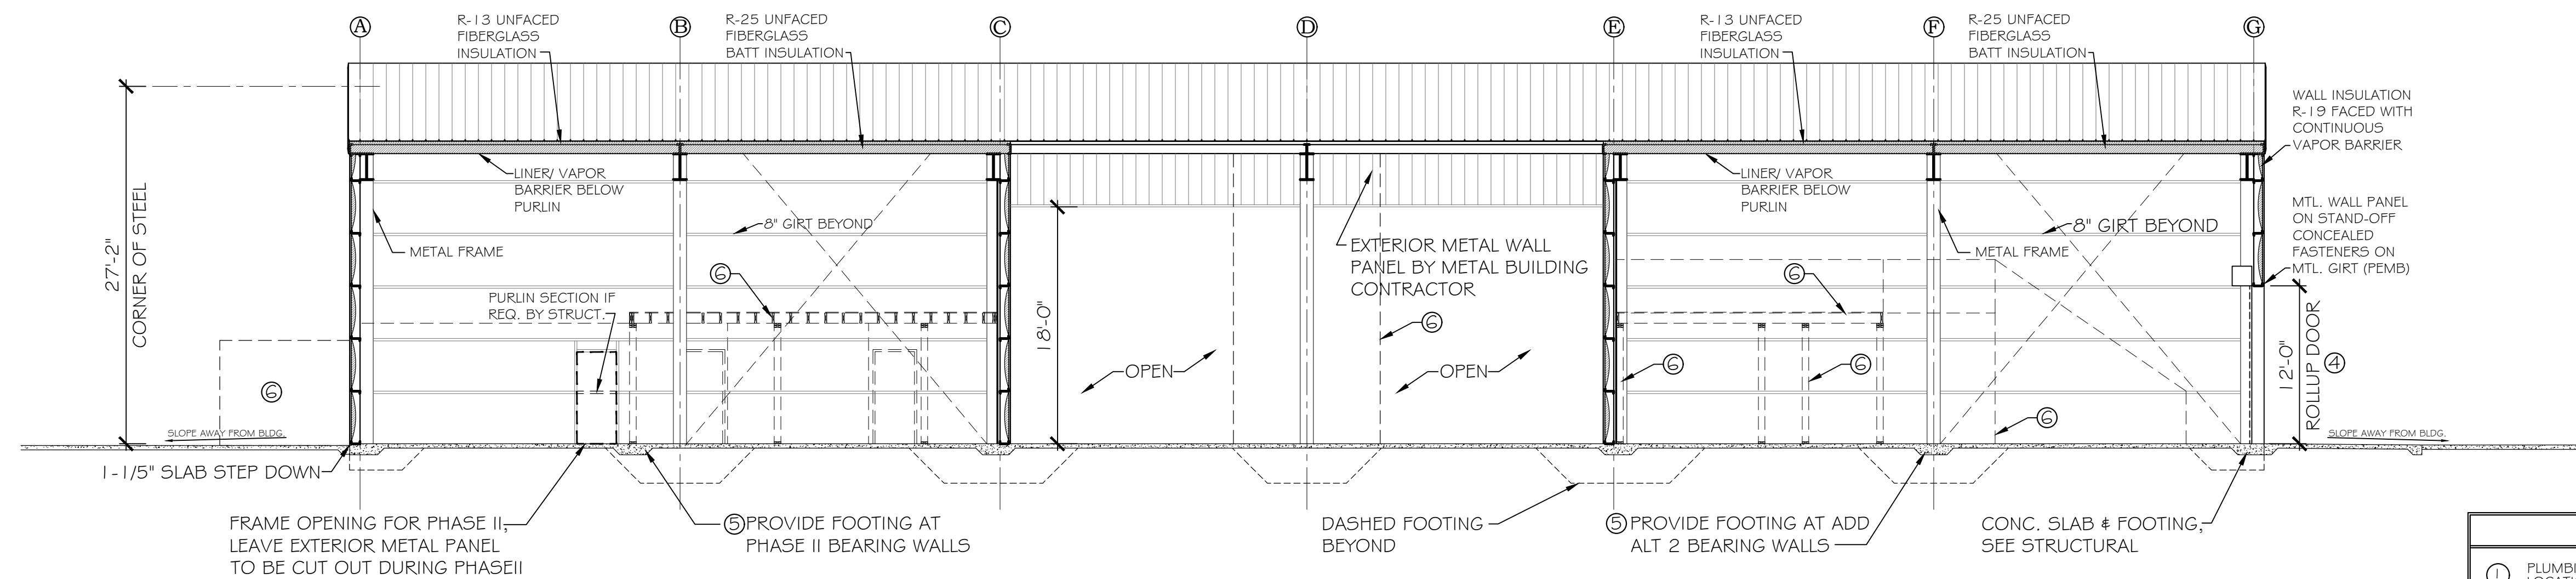 A
B
C
D
E
F
G
R-13 UNFACED
FIBERGLASS
INSULATION
R-25 UNFACED
FIBERGLASS
BATT INSULATION
R-13 UNFACED
FIBERGLASS
INSULATION
R-25 UNFACED
FIBERGLASS
BATT INSULATION
WALL INSULATION
R-19 FACED WITH
CONTINUOUS
VAPOR BARRIER
27'-2"
CORNER OF STEEL
LINER/ VAPOR
BARRIER BELOW
PURLIN
8" GIRT BEYOND
METAL FRAME
PURLIN SECTION IF
REQ. BY STRUCT.
6
6
18'-0"
OPEN
EXTERIOR METAL WALL
PANEL BY METAL BUILDING
CONTRACTOR
6
OPEN
LINER/ VAPOR
BARRIER BELOW
PURLIN
8" GIRT BEYOND
METAL FRAME
6
6
6
6
MTL. WALL PANEL
ON STAND-OFF
CONCEALED
FASTENERS ON
MTL. GIRT (PEMB)
12'-0"
ROLLUP DOOR
4
SLOPE AWAY FROM BLDG.
SLOPE AWAY FROM BLDG.
1-1/5" SLAB STEP DOWN
FRAME OPENING FOR PHASE II,
LEAVE EXTERIOR METAL PANEL
TO BE CUT OUT DURING PHASEII
5 PROVIDE FOOTING AT
PHASE II BEARING WALLS
DASHED FOOTING
BEYOND
5 PROVIDE FOOTING AT ADD
ALT 2 BEARING WALLS
CONC. SLAB & FOOTING,
SEE STRUCTURAL
1